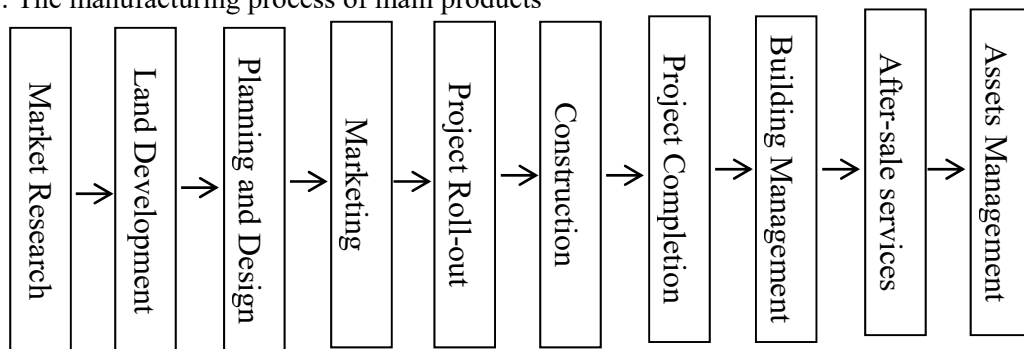 . The manufacturing process of main products
Market Research
Land Development
Planning and Design
Marketing
Project Roll-out
Construction
Project Completion
Building Management
After-sale services
Assets Management